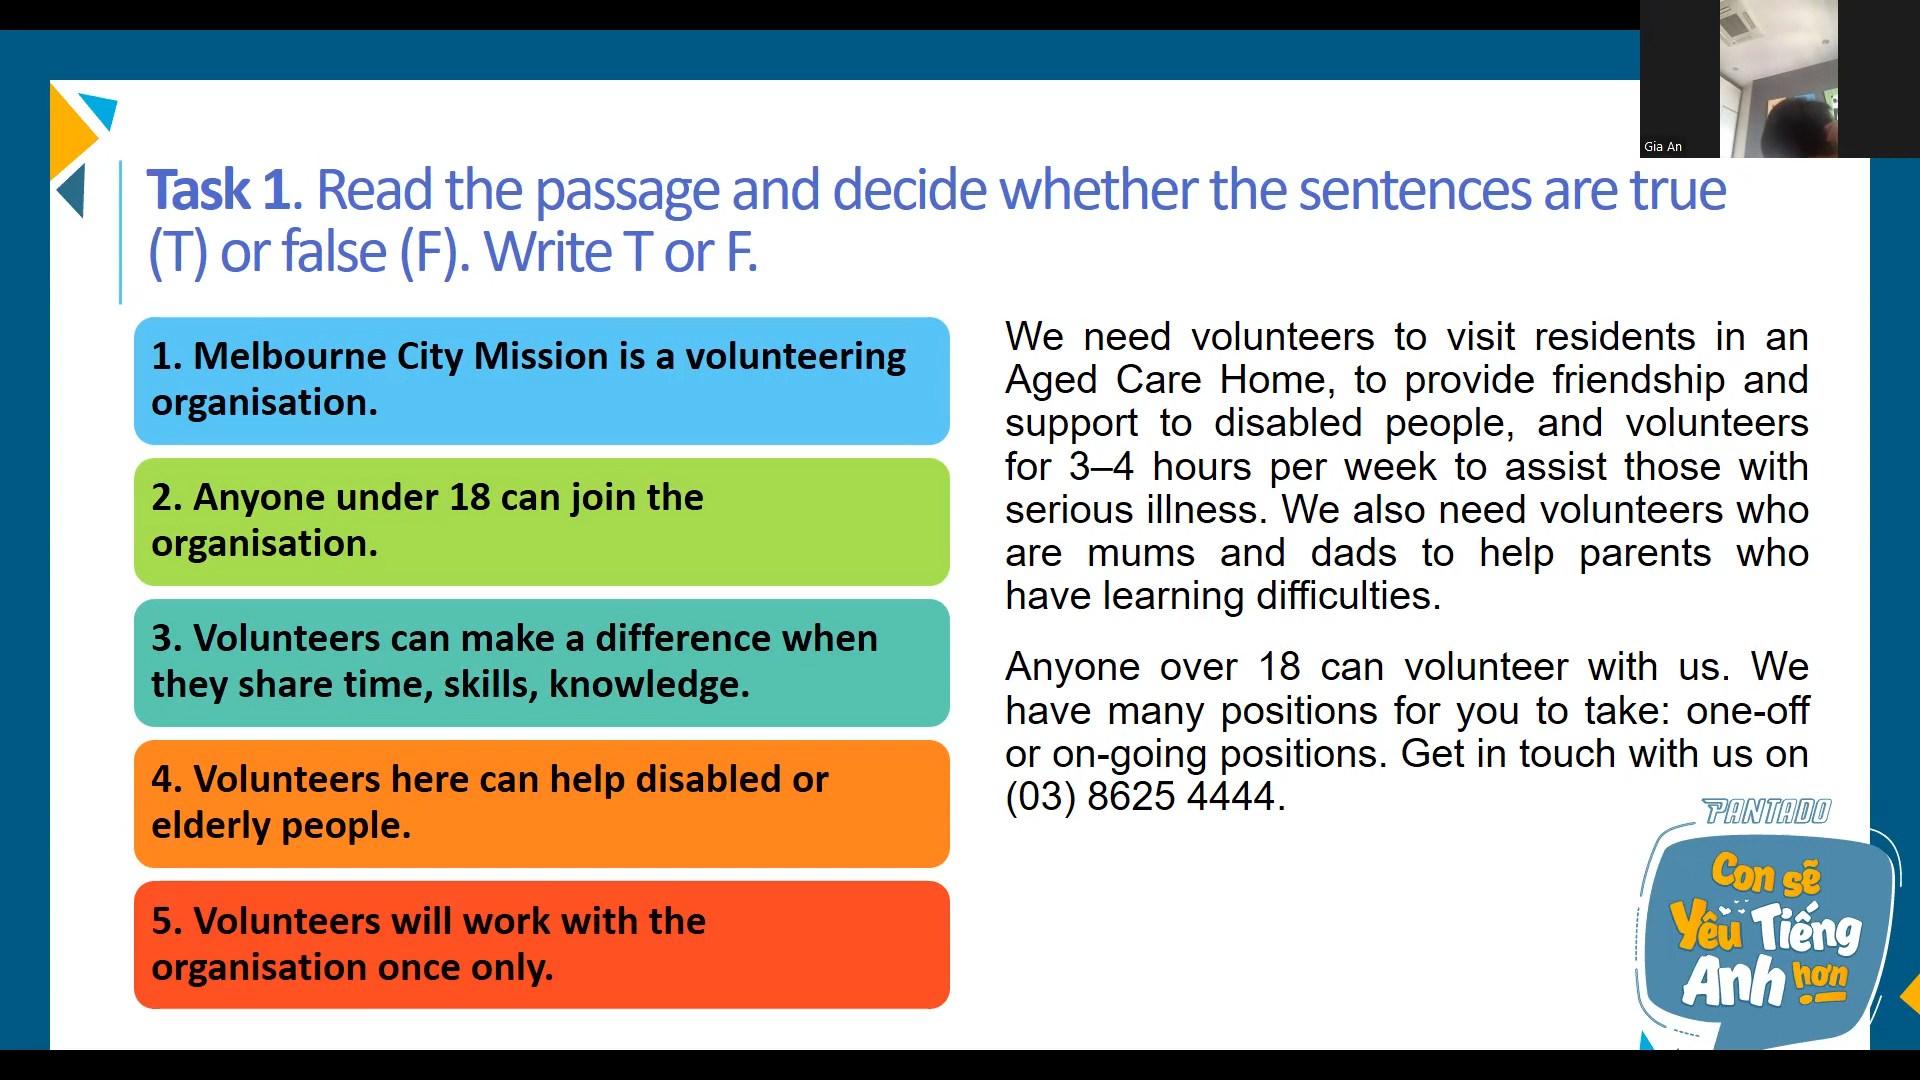 Gia An
Task 1. Read the passage and decide whether the sentences are true
(T) or false (F). Write T or F.
1. Melbourne City Mission is a volunteering
organisation.
2. Anyone under 18 can join the
organisation.
3. Volunteers can make a difference when
they share time, skills, knowledge.
4. Volunteers here can help disabled or
elderly people.
5. Volunteers will work with the
organisation once only.
We need volunteers to visit residents in an
Aged Care Home, to provide friendship and
support to disabled people, and volunteers
for 3–4 hours per week to assist those with
serious illness. We also need volunteers who
are mums and dads to help parents who
have learning difficulties.
Anyone over 18 can volunteer with us. We
have many positions for you to take: one-off
or on-going positions. Get in touch with us on
(03) 8625 4444.
PANTADO
Con sẽ
Yêu Tiếng
Anh hơn